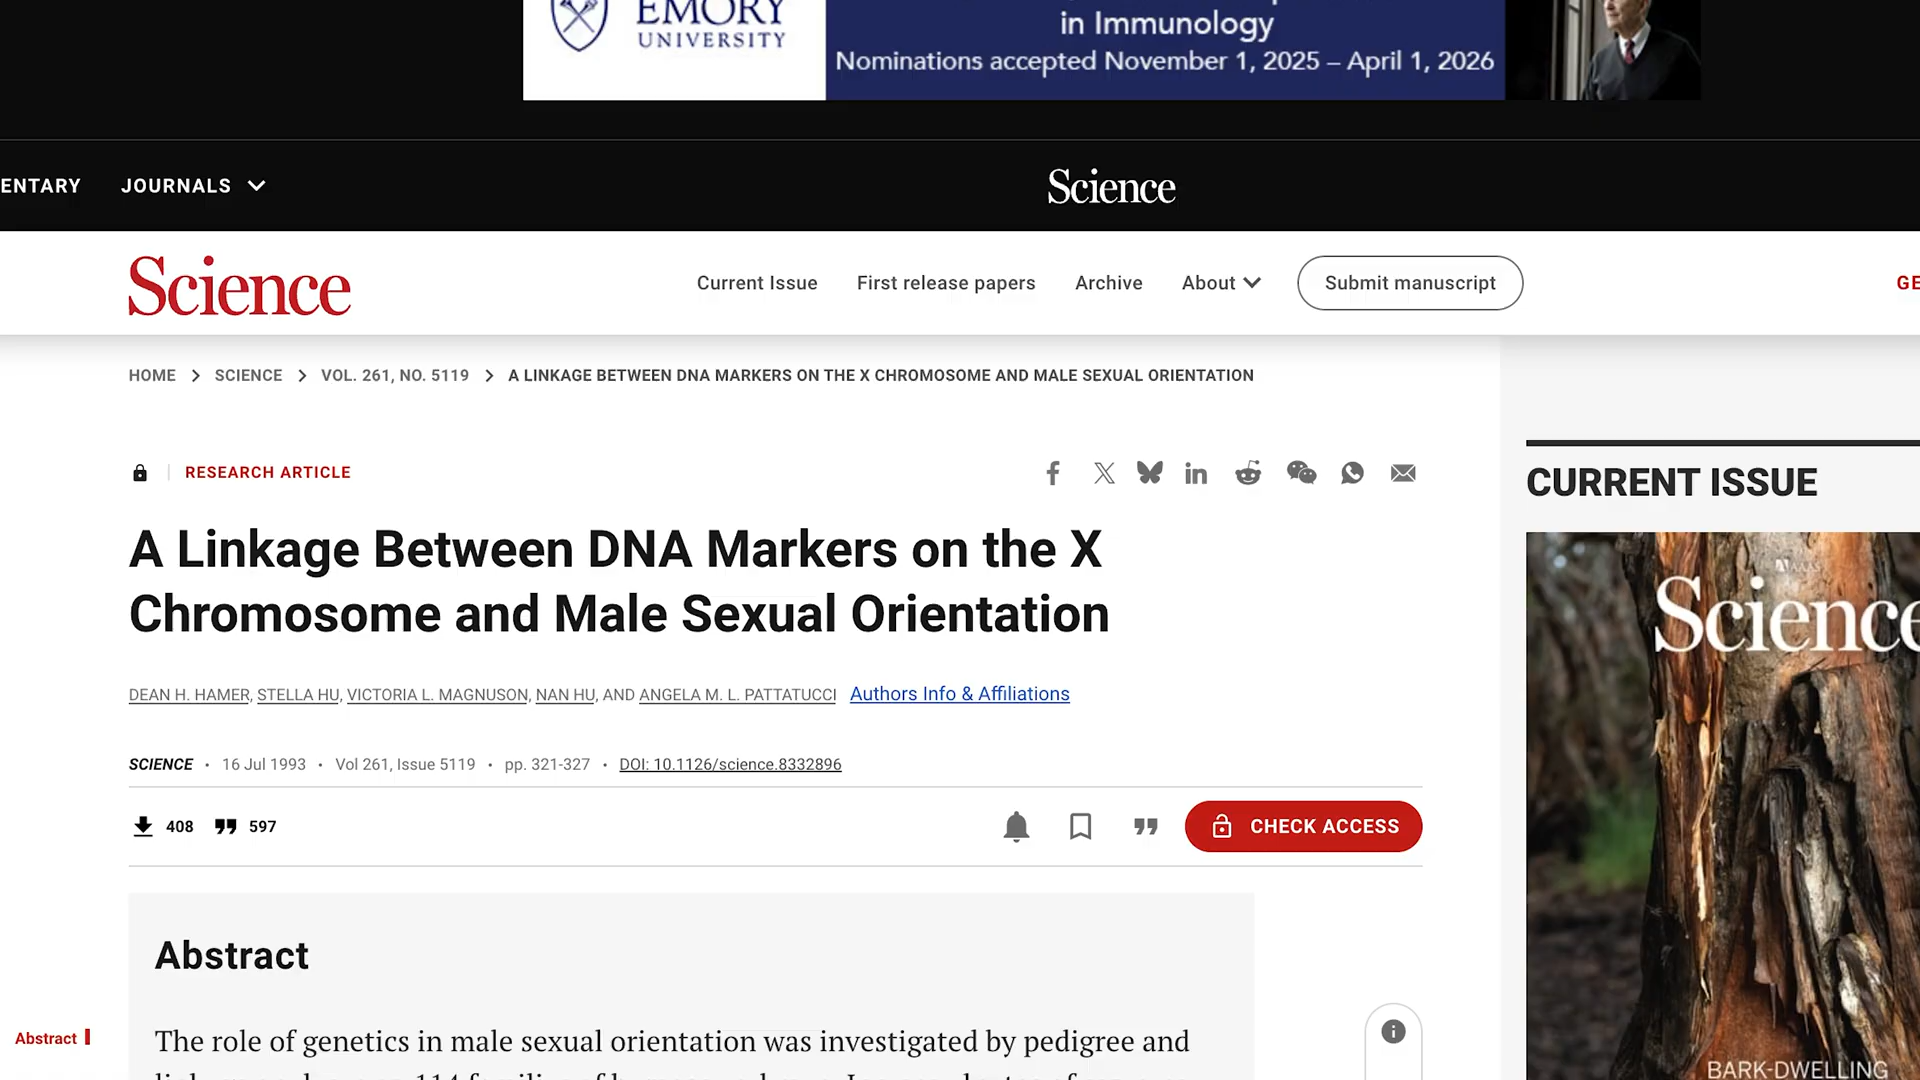 EMORY
UNIVERSITY
in Immunology
Nominations accepted November 1, 2025 – April 1, 2026
ENTARY
JOURNALS
Science
Science
Current Issue
First release papers
Archive
About
Submit manuscript
GE
HOME > SCIENCE > VOL. 261, NO. 5119 > A LINKAGE BETWEEN DNA MARKERS ON THE X CHROMOSOME AND MALE SEXUAL ORIENTATION
RESEARCH ARTICLE
A Linkage Between DNA Markers on the X
Chromosome and Male Sexual Orientation
DEAN H. HAMER, STELLA HU, VICTORIA L. MAGNUSON, NAN HU, AND ANGELA M. L. PATTATUCCI Authors Info & Affiliations
SCIENCE • 16 Jul 1993 • Vol 261, Issue 5119 • pp. 321-327 • DOI: 10.1126/science.8332896
408
597
CHECK ACCESS
Abstract
Abstract
The role of genetics in male sexual orientation was investigated by pedigree and
CURRENT ISSUE
AAAS
Science
BARK-DWELLING